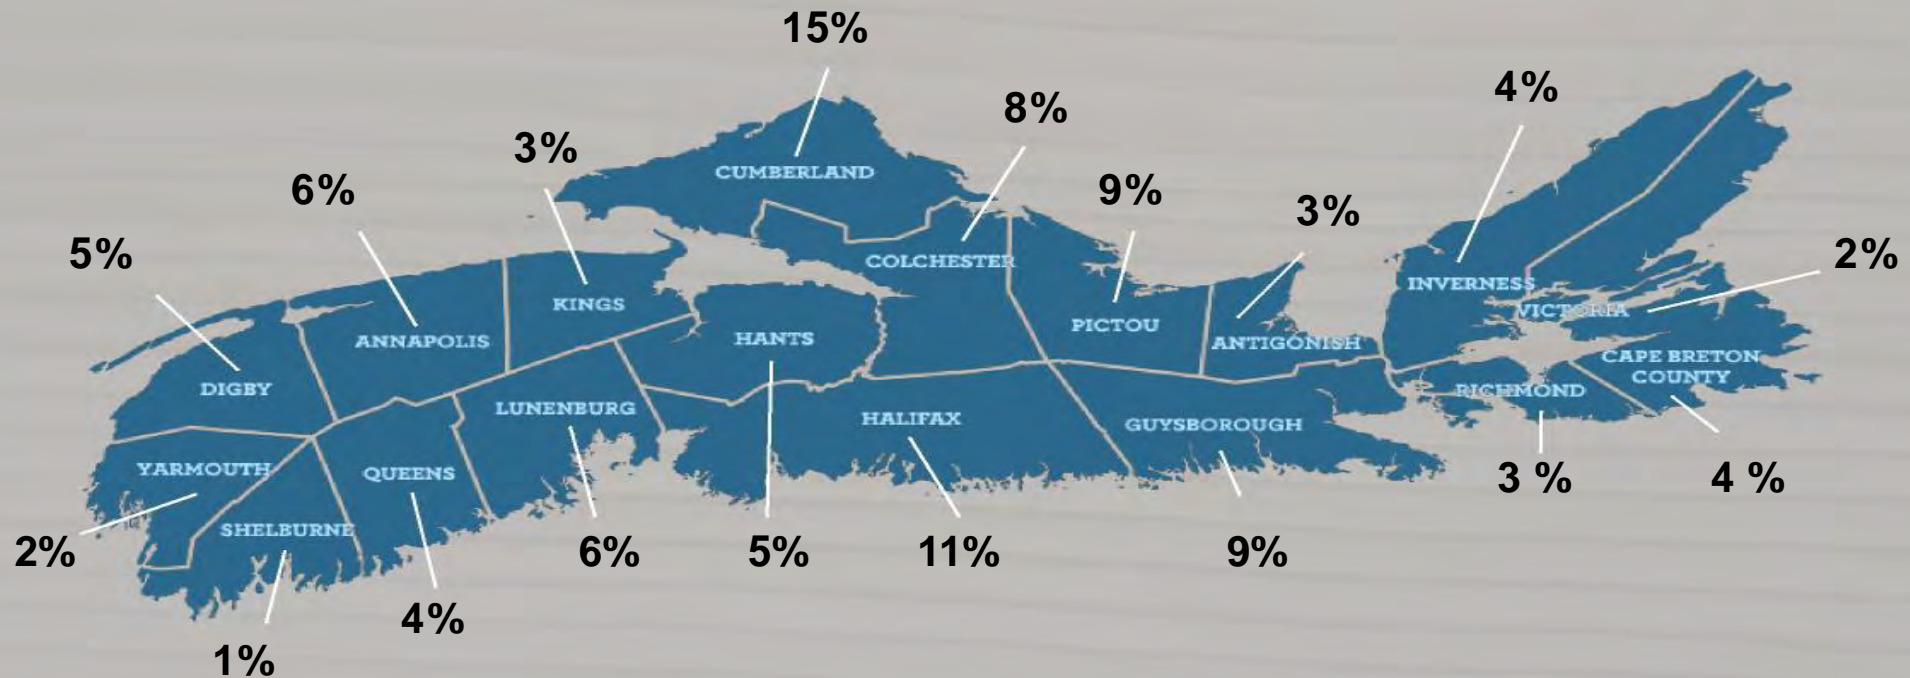 15%
4%
8%
3%
CUMBERLAND
6%
9%
3%
5%
2%
COLCHESTER
INVERNESS
KINGS
VICTORIA
PICTOU
ANNAPOLIS
HANTS
ANTIGONISH
CAPE BRETON
COUNTY
DIGBY
RICHMOND
LUNENBURG
HALIFAX
GUYSBOROUGH
YARMOUTH
QUEENS
3 %
4 %
SHELBURNE
2%
6%
5%
11%
9%
4%
1%